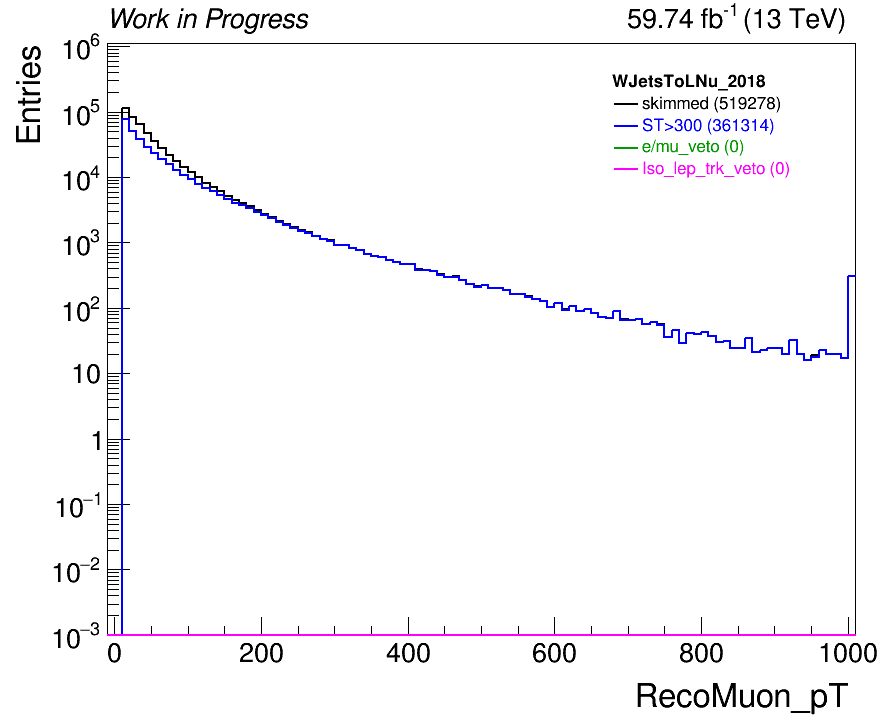 Work in Progress 59.74 fb-1 (13 TeV)
Entries
WJetsToLNu_2018
skimmed (519278)
ST>300 (361314)
e/mu_veto (0)
Iso_lep_trk_veto (0)
10^6
10^5
10^4
10^3
10^2
10
1
10^−1
10^−2
10^−3
0 200 400 600 800 1000
RecoMuon_pT